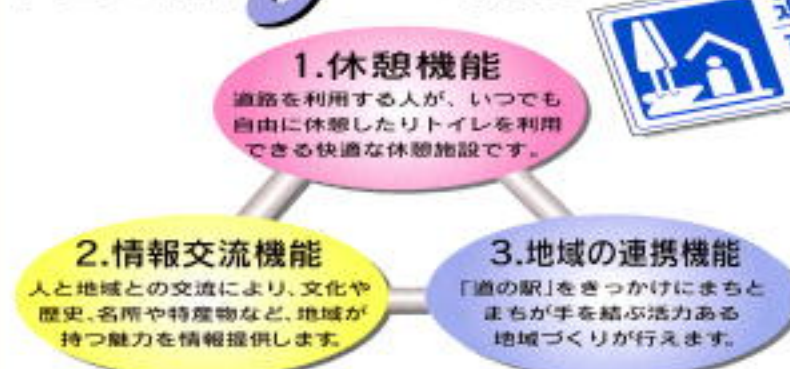 1.休憩機能
道路を利用する人が、いつでも
自由に休憩したりトイレを利用
できる快適な休憩施設です。
2.情報交流機能
人と地域との交流により、文化や
歴史、名所や特産物など、地域が
持つ魅力を情報提供します。
3.地域の連携機能
「道の駅」をきっかけにまちと
まちが手を結ぶ活力ある
地域づくりが行えます。